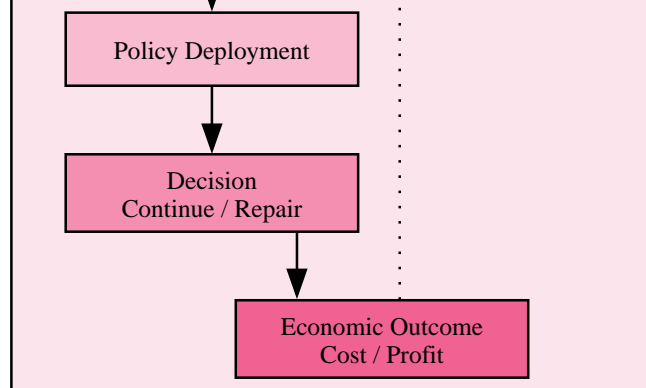 Policy Deployment
Decision
Continue / Repair
Economic Outcome
Cost / Profit